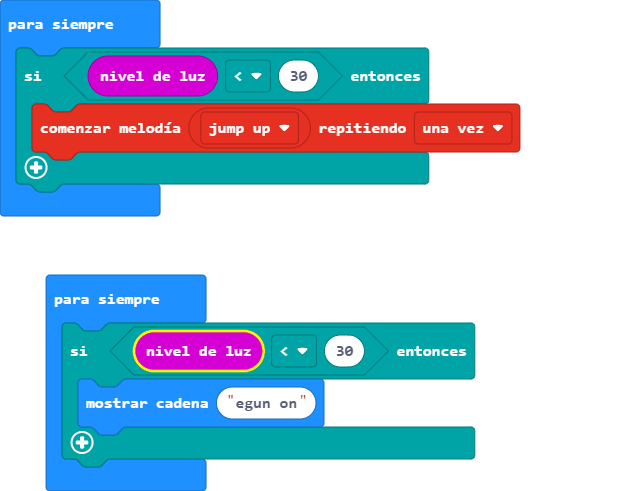 para siempre
si nivel de luz < 30 entonces
comenzar melodía jump up repitiendo una vez
para siempre
si nivel de luz < 30 entonces
mostrar cadena "egun on"